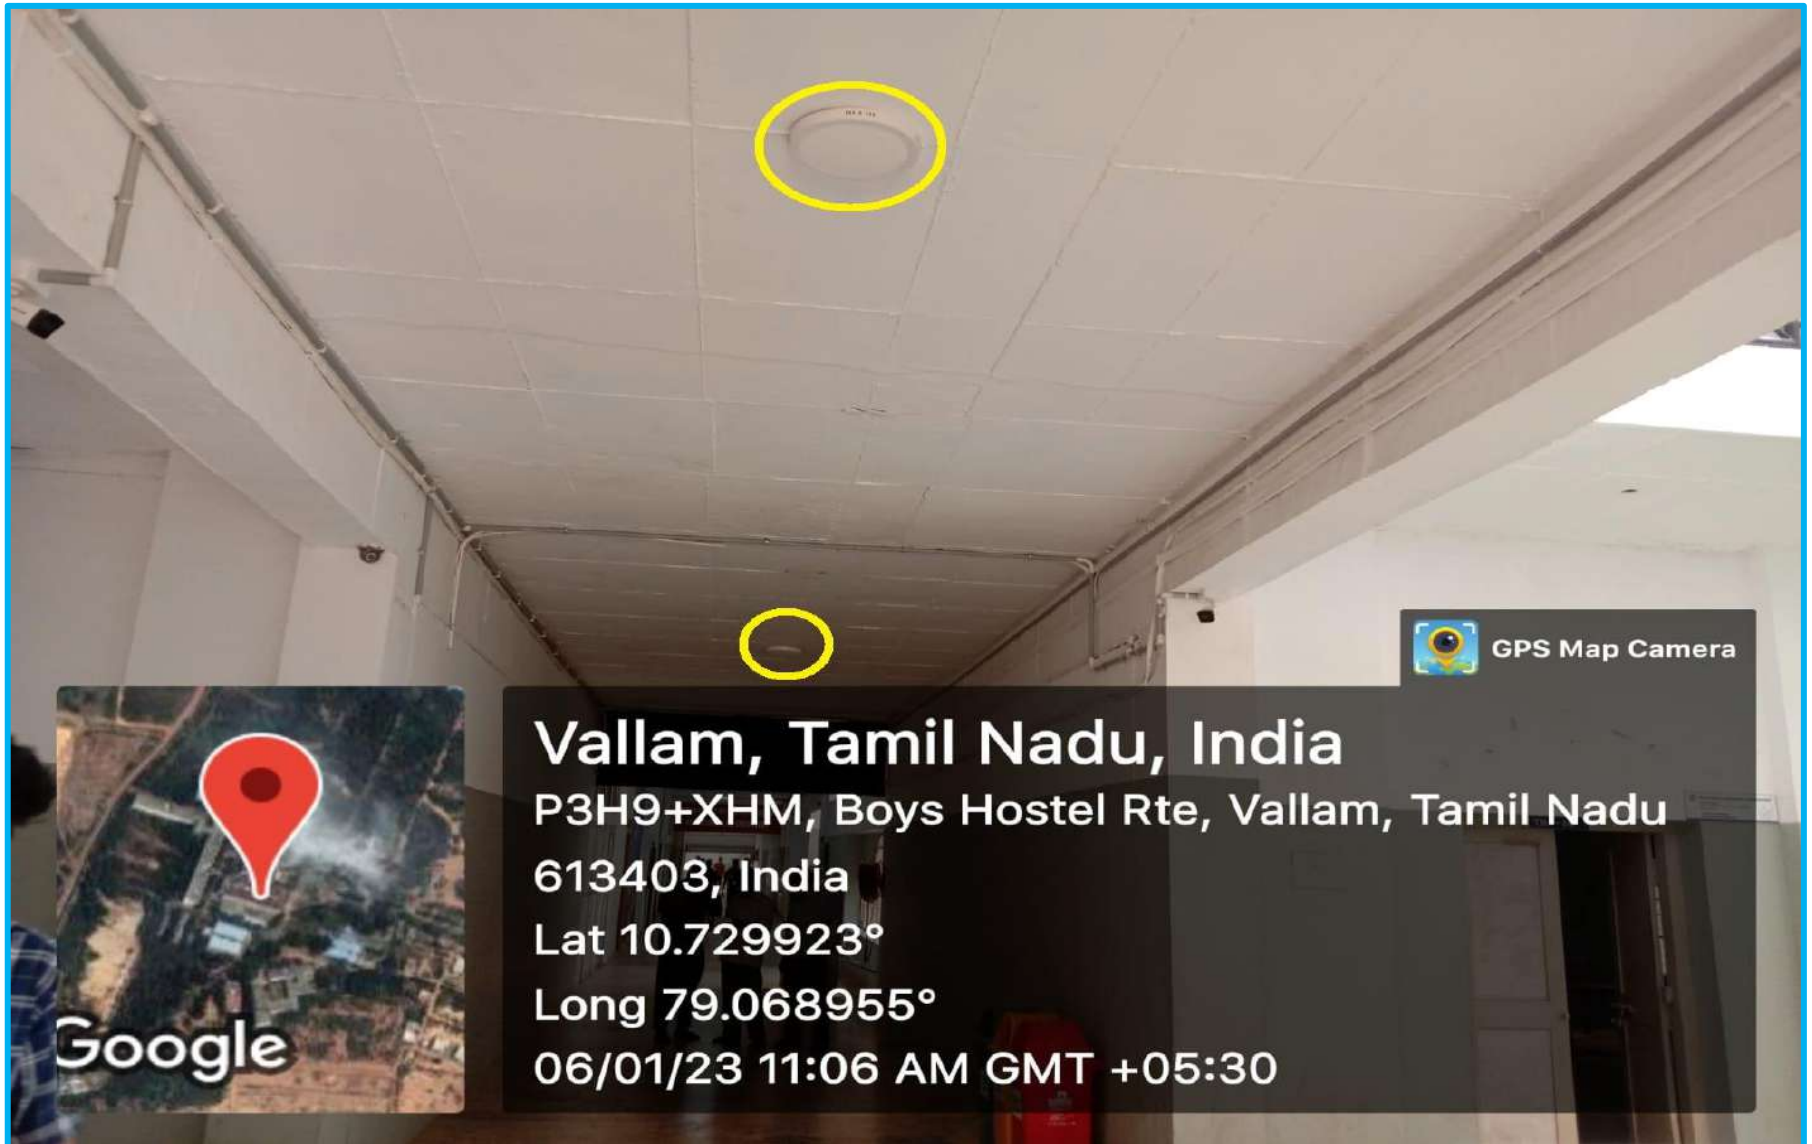 GPS Map Camera
Vallam, Tamil Nadu, India
P3H9+XHM, Boys Hostel Rte, Vallam, Tamil Nadu
613403, India
Lat 10.729923°
Long 79.068955°
06/01/23 11:06 AM GMT +05:30
Google